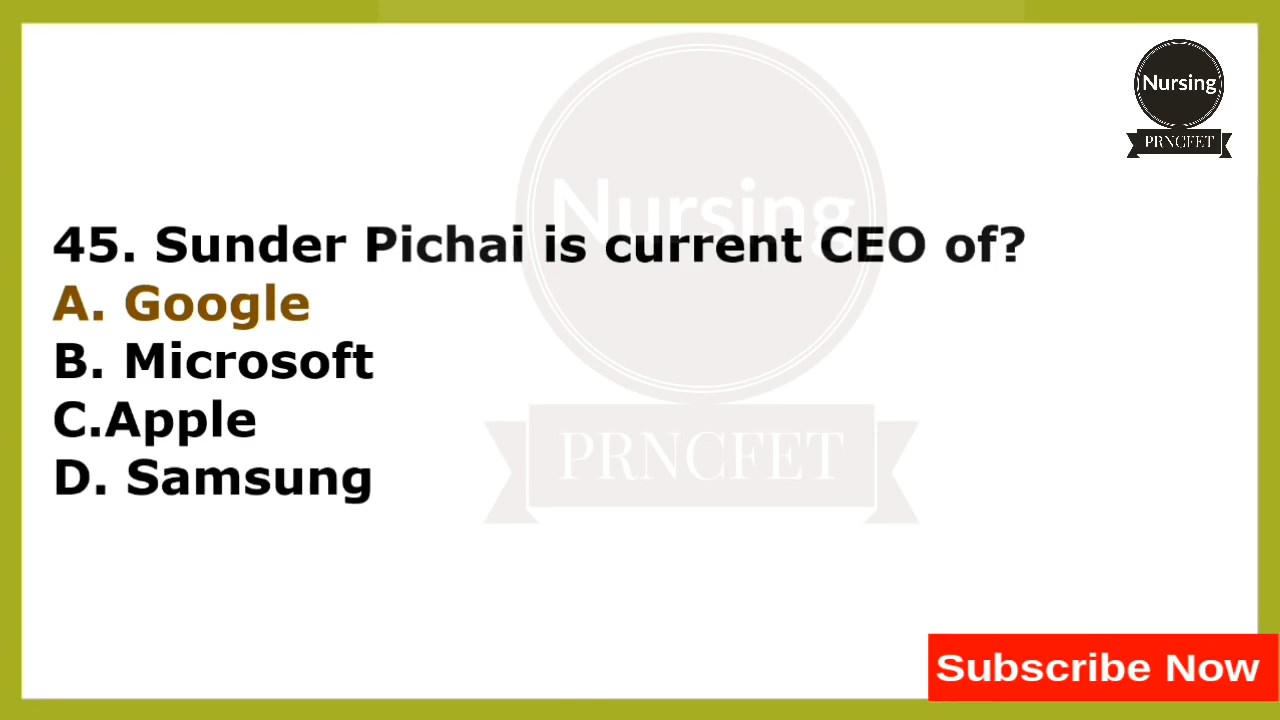 Nursing
PRNCFET
Nursing
45. Sunder Pichai is current CEO of?
A. Google
B. Microsoft
C.Apple
D. Samsung
PRNCFET
Subscribe Now